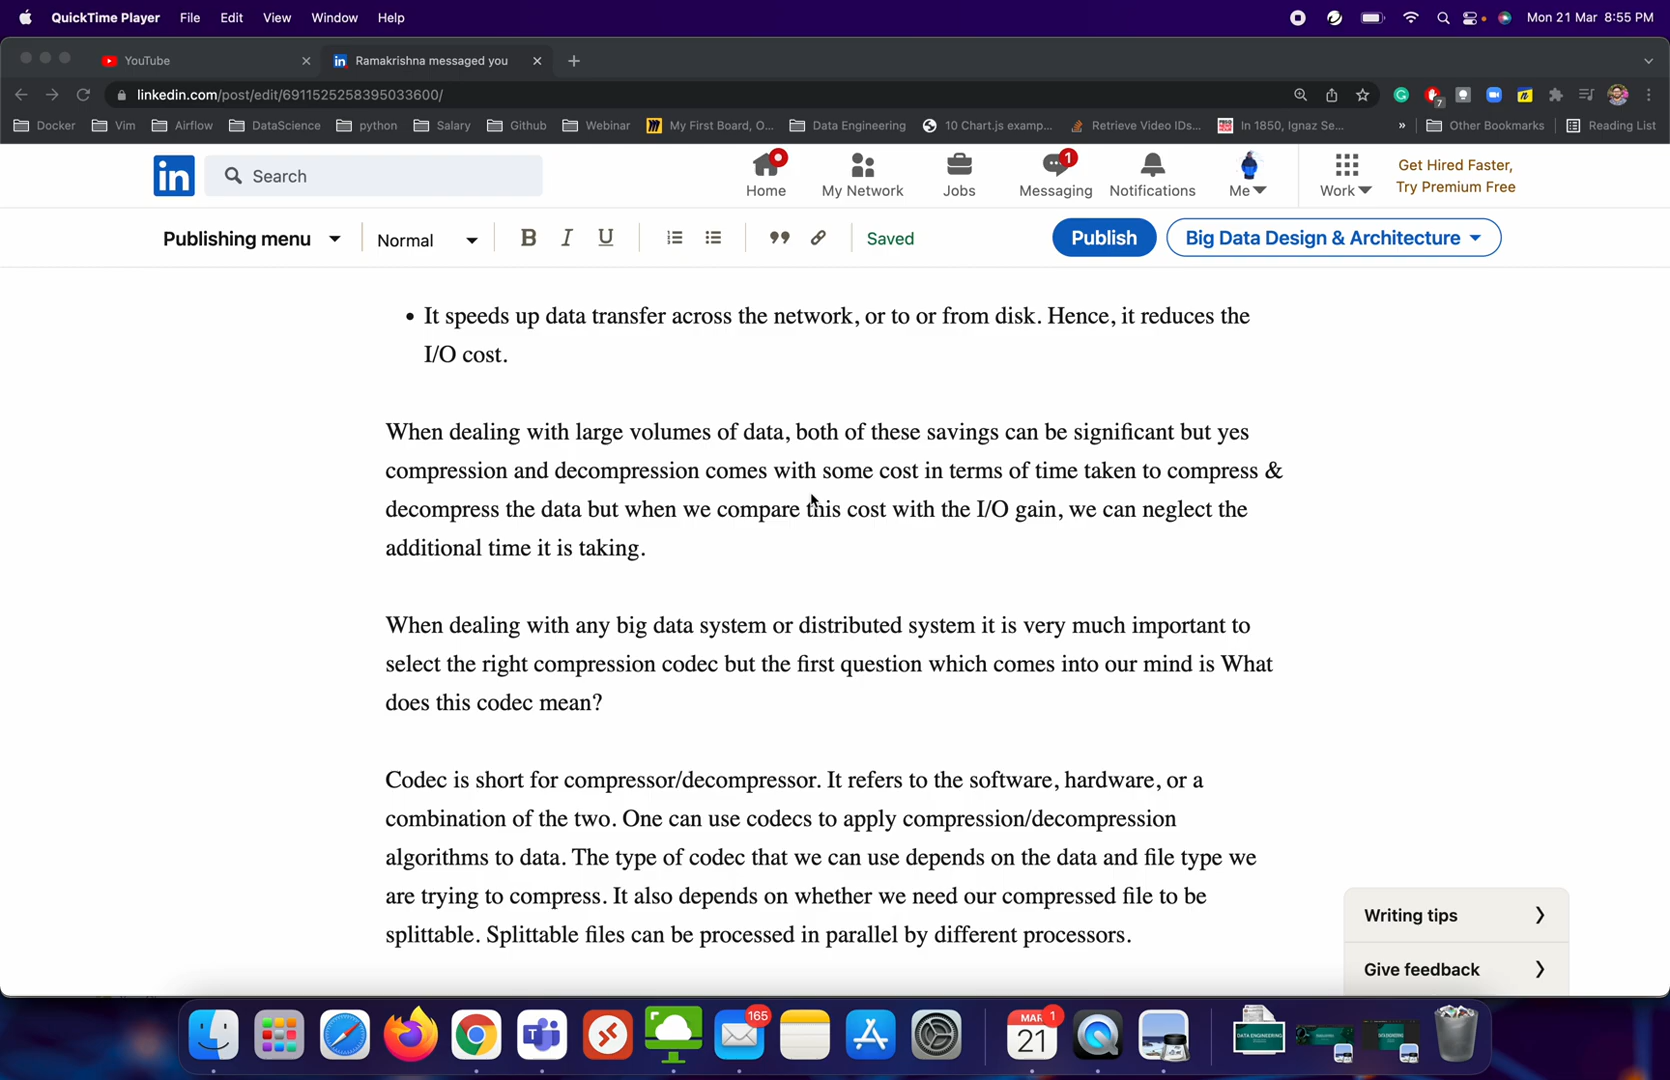 QuickTime Player File Edit View Window Help Mon 21 Mar 8:55 PM
YouTube Ramakrishna messaged you
linkedin.com/post/edit/6911525258395033600/
7
Docker Vim Airflow DataScience python Salary Github Webinar My First Board, O... Data Engineering 10 Chart.js examp... Retrieve Video IDs... In 1850, Ignaz Se... » Other Bookmarks Reading List
in Search Home My Network Jobs 1 Messaging Notifications Me Work Get Hired Faster,
Try Premium Free
Publishing menu Normal B I U Saved Publish Big Data Design & Architecture
• It speeds up data transfer across the network, or to or from disk. Hence, it reduces the
I/O cost.
When dealing with large volumes of data, both of these savings can be significant but yes
compression and decompression comes with some cost in terms of time taken to compress &
decompress the data but when we compare this cost with the I/O gain, we can neglect the
additional time it is taking.
When dealing with any big data system or distributed system it is very much important to
select the right compression codec but the first question which comes into our mind is What
does this codec mean?
Codec is short for compressor/decompressor. It refers to the software, hardware, or a
combination of the two. One can use codecs to apply compression/decompression
algorithms to data. The type of codec that we can use depends on the data and file type we
are trying to compress. It also depends on whether we need our compressed file to be
splittable. Splittable files can be processed in parallel by different processors.
Writing tips
Give feedback
165
MAR 1
21
DATA ENGINEERING